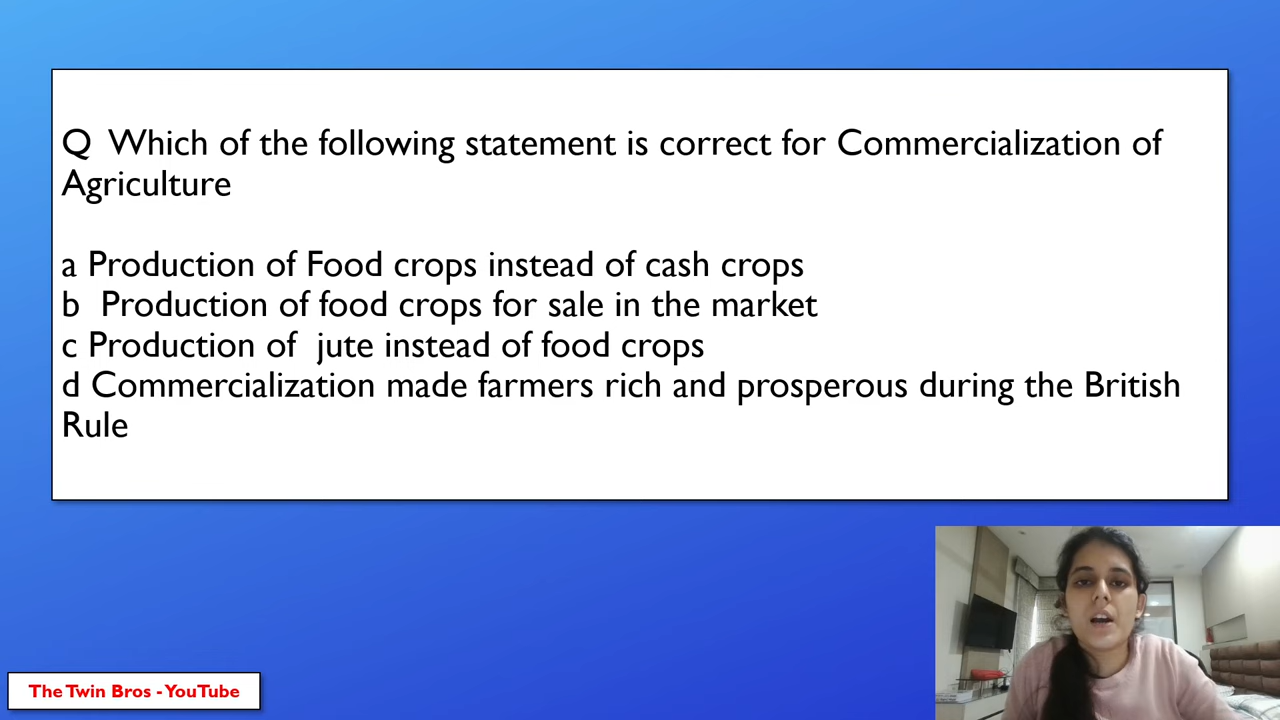 Q Which of the following statement is correct for Commercialization of
Agriculture
a Production of Food crops instead of cash crops
b Production of food crops for sale in the market
c Production of jute instead of food crops
d Commercialization made farmers rich and prosperous during the British
Rule
The Twin Bros - YouTube